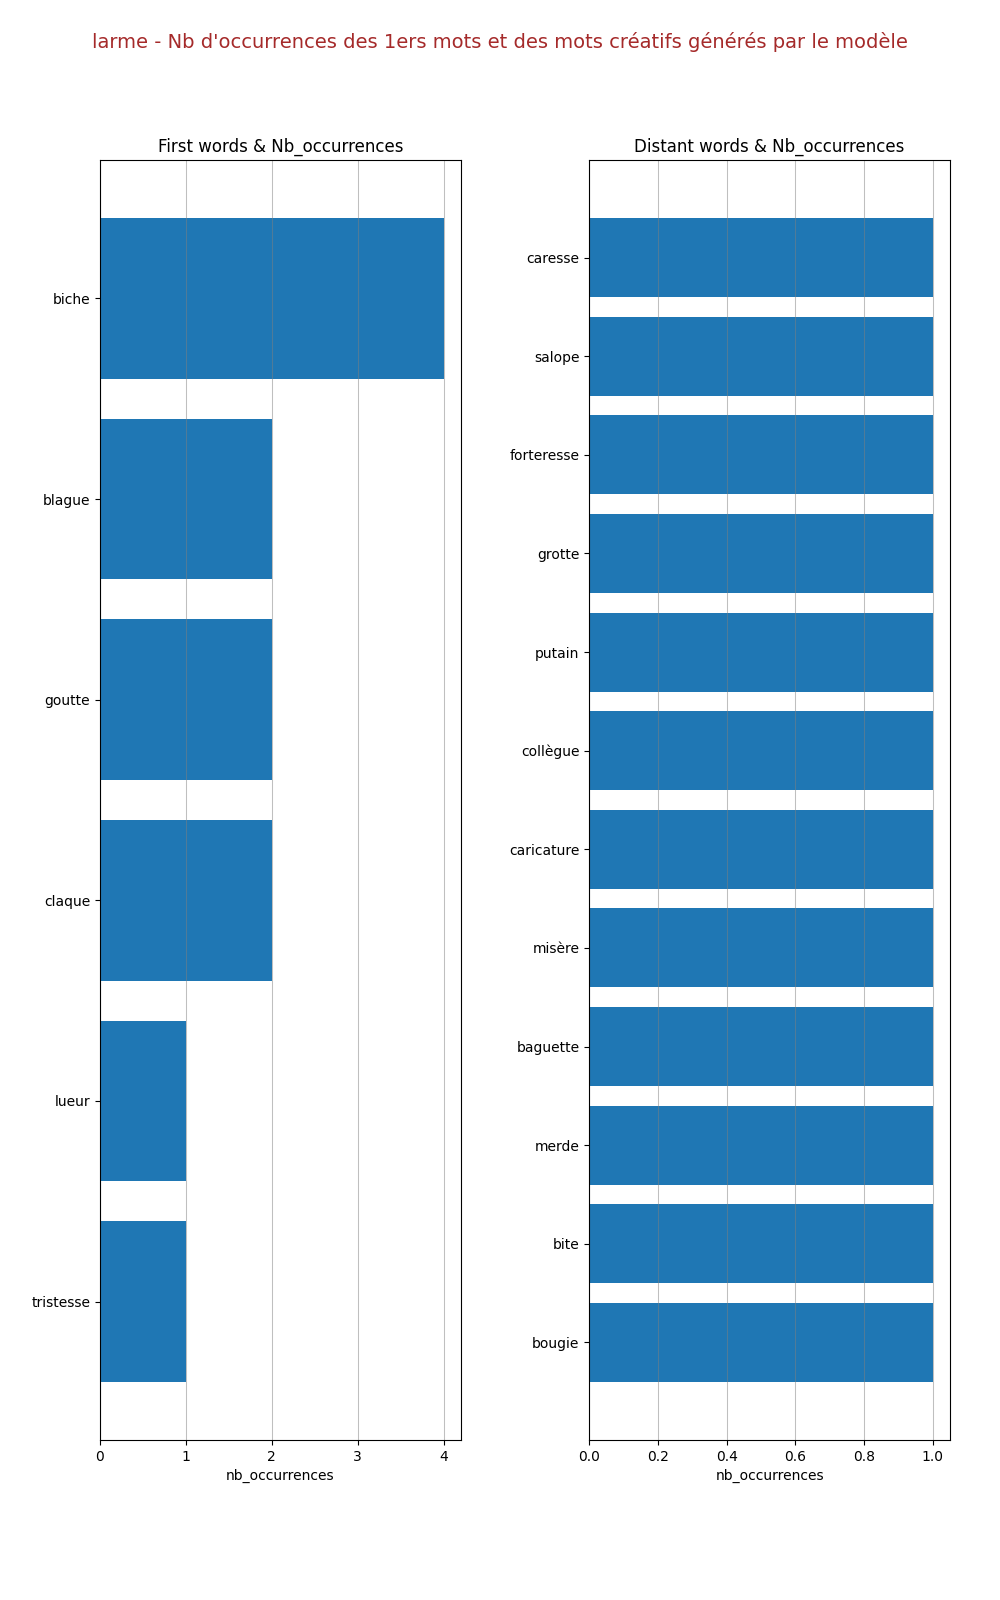 larme - Nb d'occurrences des 1ers mots et des mots créatifs générés par le modèle
First words & Nb_occurrences
biche
blague
goutte
claque
lueur
tristesse
0 1 2 3 4
nb_occurrences
Distant words & Nb_occurrences
caresse
salope
forteresse
grotte
putain
collègue
caricature
misère
baguette
merde
bite
bougie
0.0 0.2 0.4 0.6 0.8 1.0
nb_occurrences